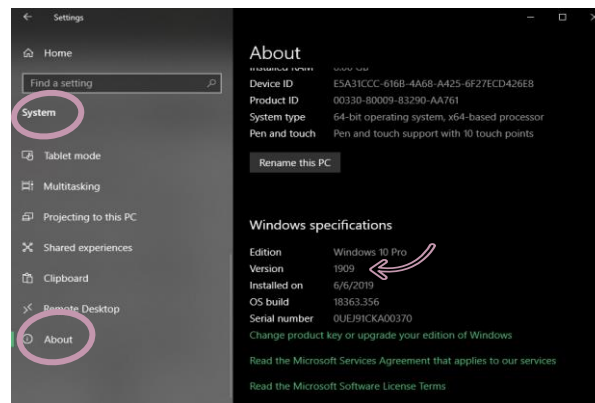 Settings
Home
Find a setting
System
Tablet mode
Multitasking
Projecting to this PC
Shared experiences
Clipboard
Remote Desktop
About
About
Installed RAM 8.00 GB
Device ID E5A31CCC-616B-4A68-A425-6F27ECD426E8
Product ID 00330-80009-83290-AA761
System type 64-bit operating system, x64-based processor
Pen and touch Pen and touch support with 10 touch points
Rename this PC
Windows specifications
Edition Windows 10 Pro
Version 1909
Installed on 6/6/2019
OS build 18363.356
Serial number 0UEJ91CKA00370
Change product key or upgrade your edition of Windows
Read the Microsoft Services Agreement that applies to our services
Read the Microsoft Software License Terms